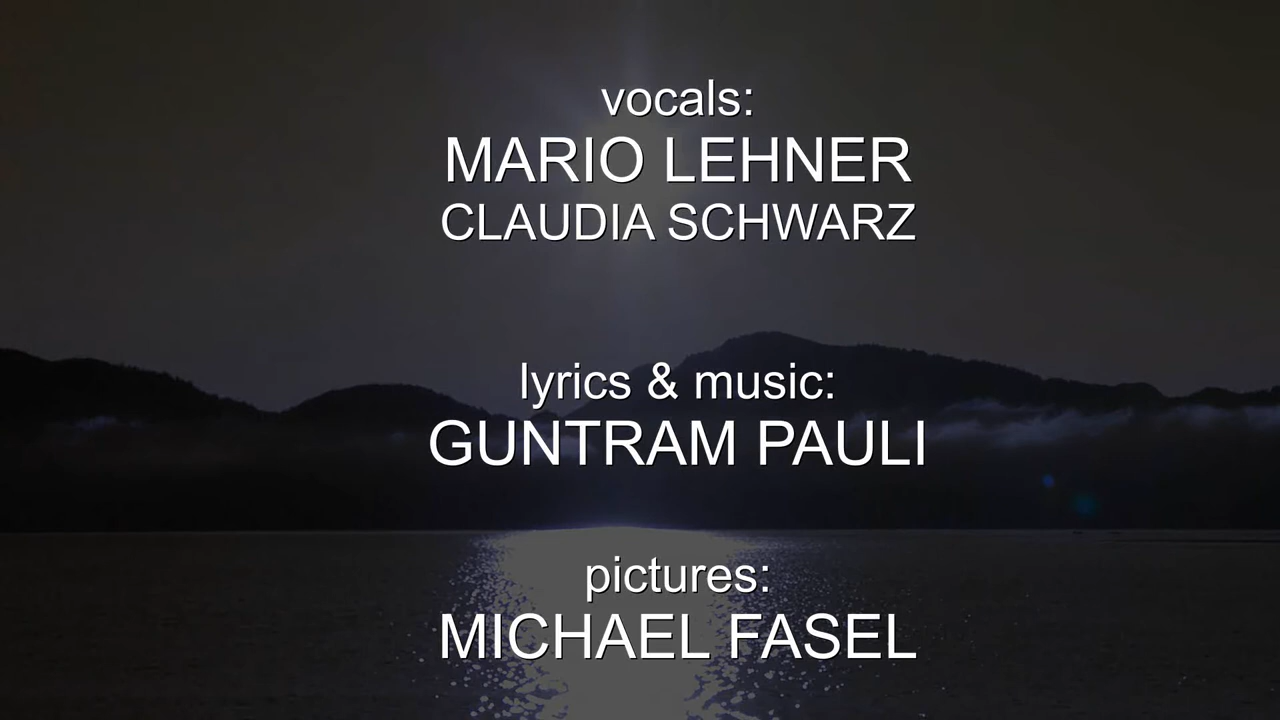 vocals:
MARIO LEHNER
CLAUDIA SCHWARZ
lyrics & music:
GUNTRAM PAULI
pictures:
MICHAEL FASEL